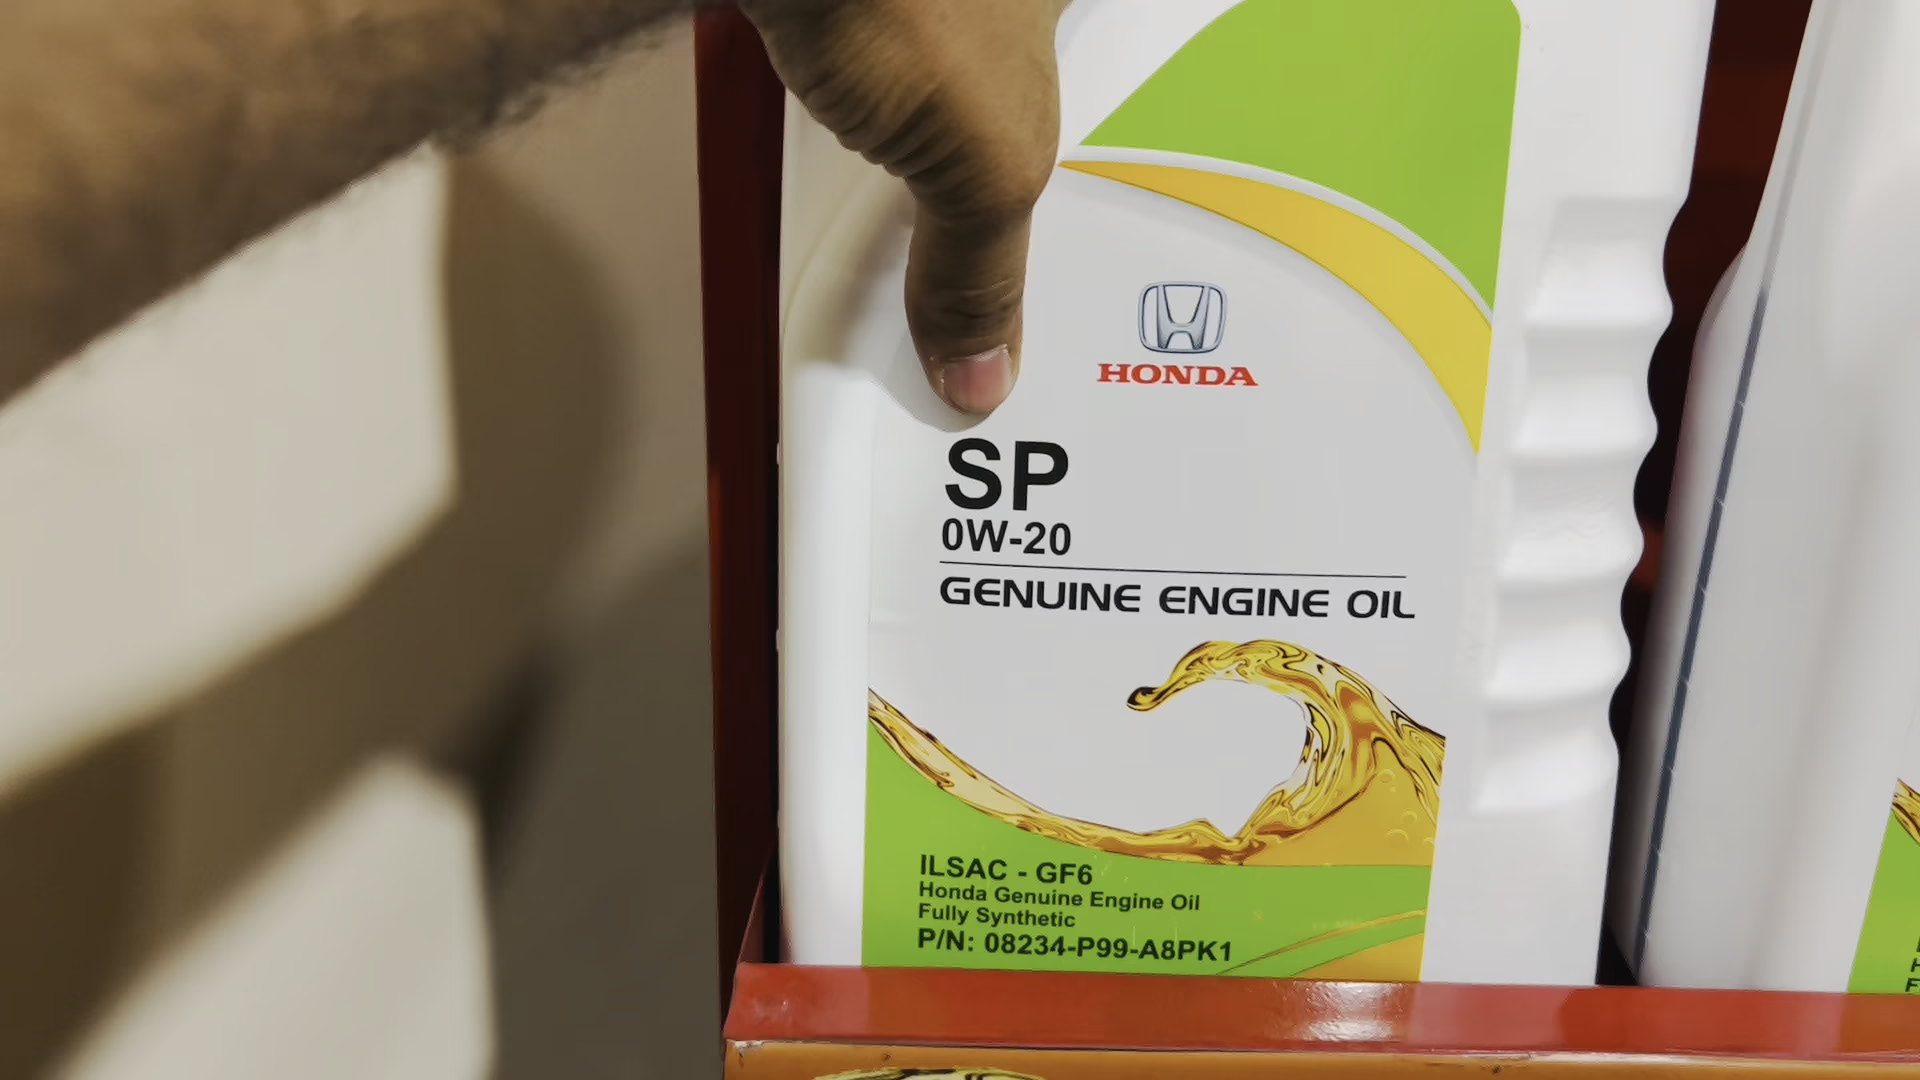 HONDA
SP
0W-20
GENUINE ENGINE OIL
ILSAC - GF6
Honda Genuine Engine Oil
Fully Synthetic
P/N: 08234-P99-A8PK1